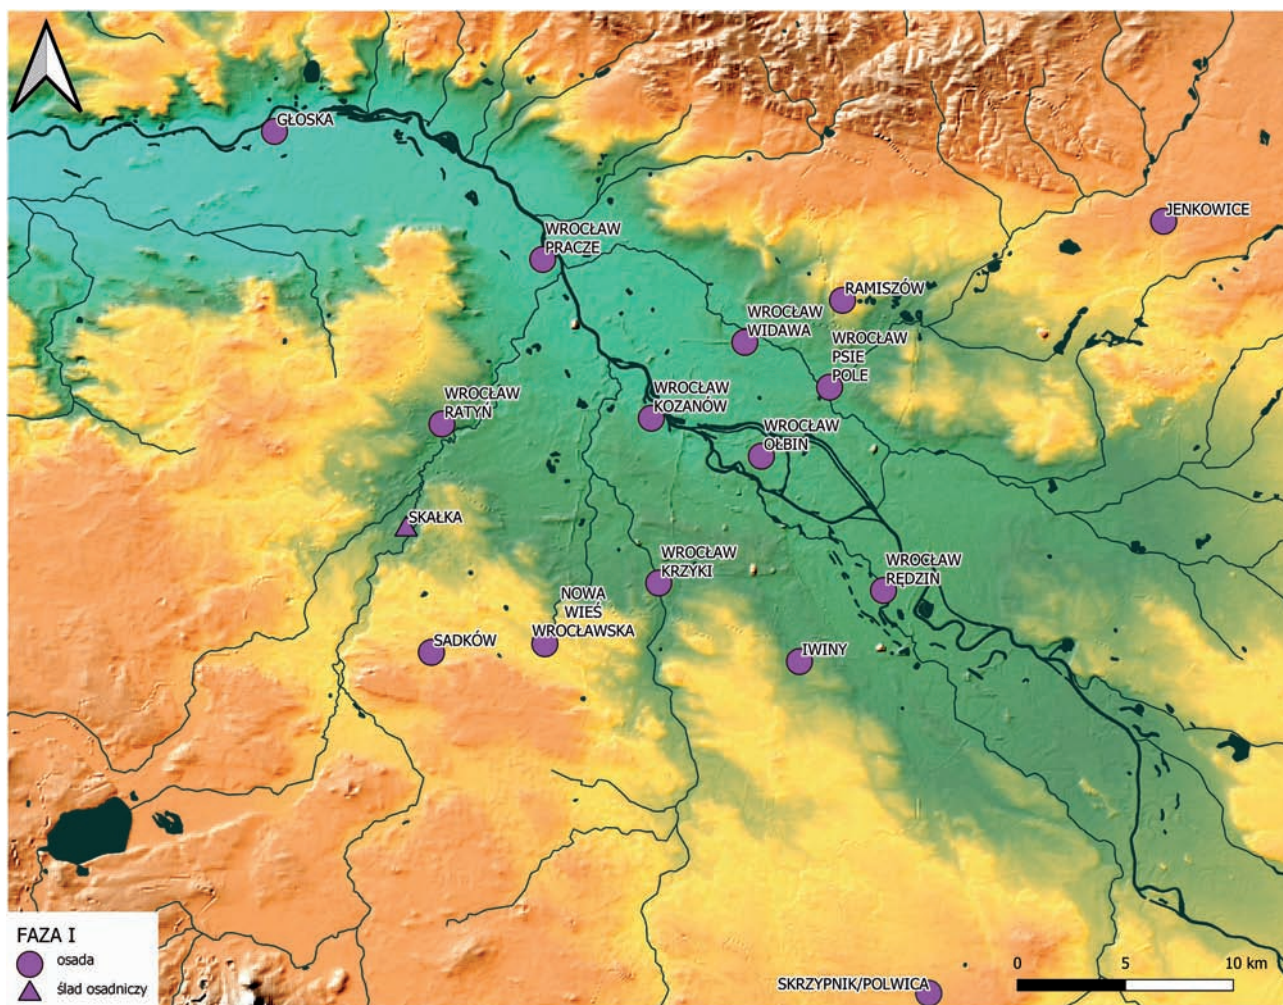 GŁOSKA
JENKOWICE
WROCŁAW
PRACZE
RAMISZÓW
WROCŁAW
WIDAWA
WROCŁAW
PSIE
POLE
WROCŁAW
RATYŃ
WROCŁAW
KOZANÓW
WROCŁAW
OŁBIN
SKAŁKA
WROCŁAW
KRZYKI
WROCŁAW
RĘDZIN
NOWA
WIEŚ
WROCŁAWSKA
SADKÓW
IWINY
FAZA I
osada
ślad osadniczy
0 5 10 km
SKRZYPNIK/POLWICA